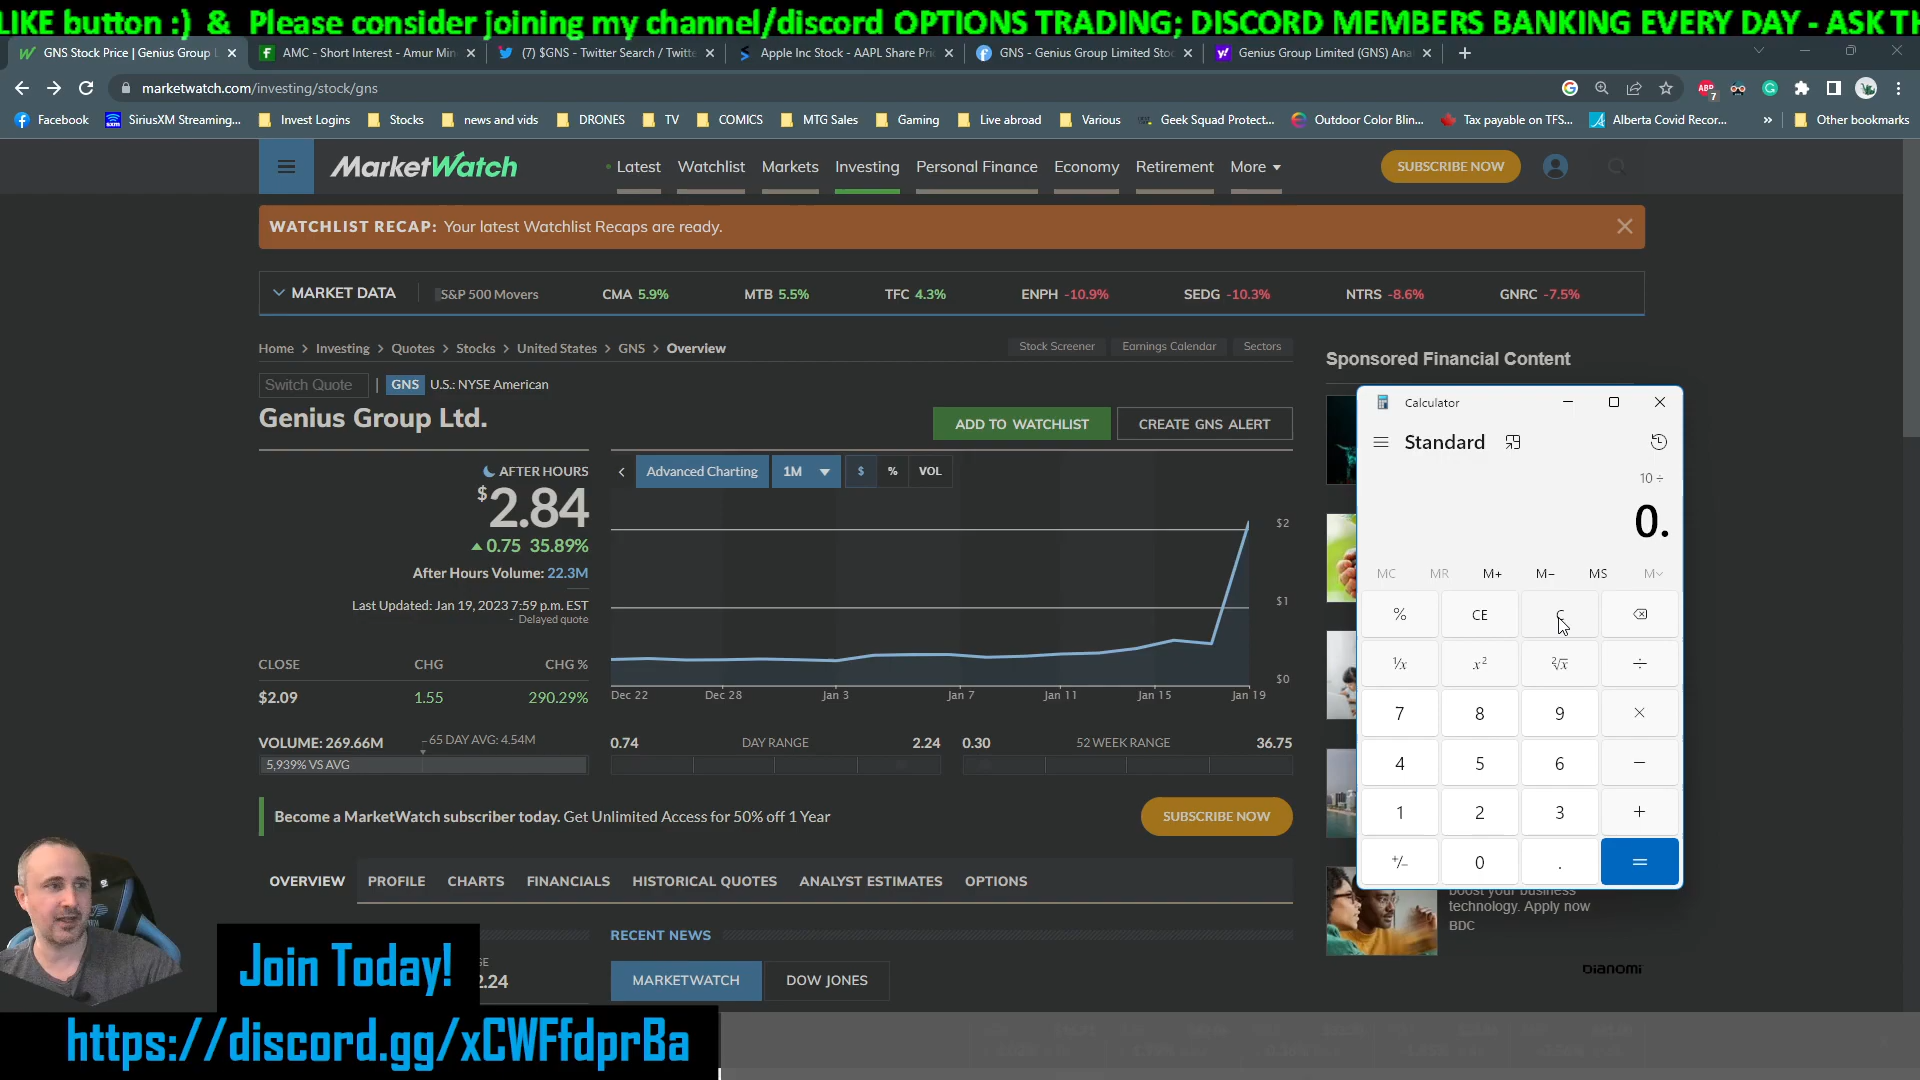 LIKE button :) & Please consider joining my channel/discord OPTIONS TRADING; DISCORD MEMBERS BANKING EVERY DAY - ASK TH
GNS Stock Price | Genius Group L
AMC - Short Interest - Amur Min
(7) $GNS - Twitter Search / Twitte
Apple Inc Stock - AAPL Share Pri
GNS - Genius Group Limited Stoc
Genius Group Limited (GNS) Ana
marketwatch.com/investing/stock/gns
ABP
7
Facebook
SiriusXM Streaming...
Invest Logins
Stocks
news and vids
DRONES
TV
COMICS
MTG Sales
Gaming
Live abroad
Various
Geek Squad Protect...
Outdoor Color Blin...
Tax payable on TFS...
Alberta Covid Recor...
»
Other bookmarks
MarketWatch
Latest
Watchlist
Markets
Investing
Personal Finance
Economy
Retirement
More
SUBSCRIBE NOW
WATCHLIST RECAP: Your latest Watchlist Recaps are ready.
MARKET DATA
S&P 500 Movers
CMA 5.9%
MTB 5.5%
TFC 4.3%
ENPH -10.9%
SEDG -10.3%
NTRS -8.6%
GNRC -7.5%
Home > Investing > Quotes > Stocks > United States > GNS > Overview
Stock Screener
Earnings Calendar
Sectors
Sponsored Financial Content
Switch Quote | GNS U.S.: NYSE American
Genius Group Ltd.
ADD TO WATCHLIST
CREATE GNS ALERT
AFTER HOURS
$2.84
0.75 35.89%
After Hours Volume: 22.3M
Last Updated: Jan 19, 2023 7:59 p.m. EST
- Delayed quote
CLOSE CHG CHG %
$2.09 1.55 290.29%
VOLUME: 269.66M
65 DAY AVG: 4.54M
5,939% VS AVG
Advanced Charting
1M
$
%
VOL
$2
$1
$0
Dec 22
Dec 28
Jan 3
Jan 7
Jan 11
Jan 15
Jan 19
0.74 DAY RANGE 2.24
0.30 52 WEEK RANGE 36.75
Become a MarketWatch subscriber today. Get Unlimited Access for 50% off 1 Year
SUBSCRIBE NOW
OVERVIEW
PROFILE
CHARTS
FINANCIALS
HISTORICAL QUOTES
ANALYST ESTIMATES
OPTIONS
RECENT NEWS
MARKETWATCH
DOW JONES
2.24
Calculator
Standard
10 ÷
0.
MC MR M+ M− MS M
% CE C
¹/x x² ²√x ÷
7 8 9 ×
4 5 6 −
1 2 3 +
+/− 0 . =
boost your business
technology. Apply now
BDC
bianomi
Join Today!
https://discord.gg/xCWFfdprBa